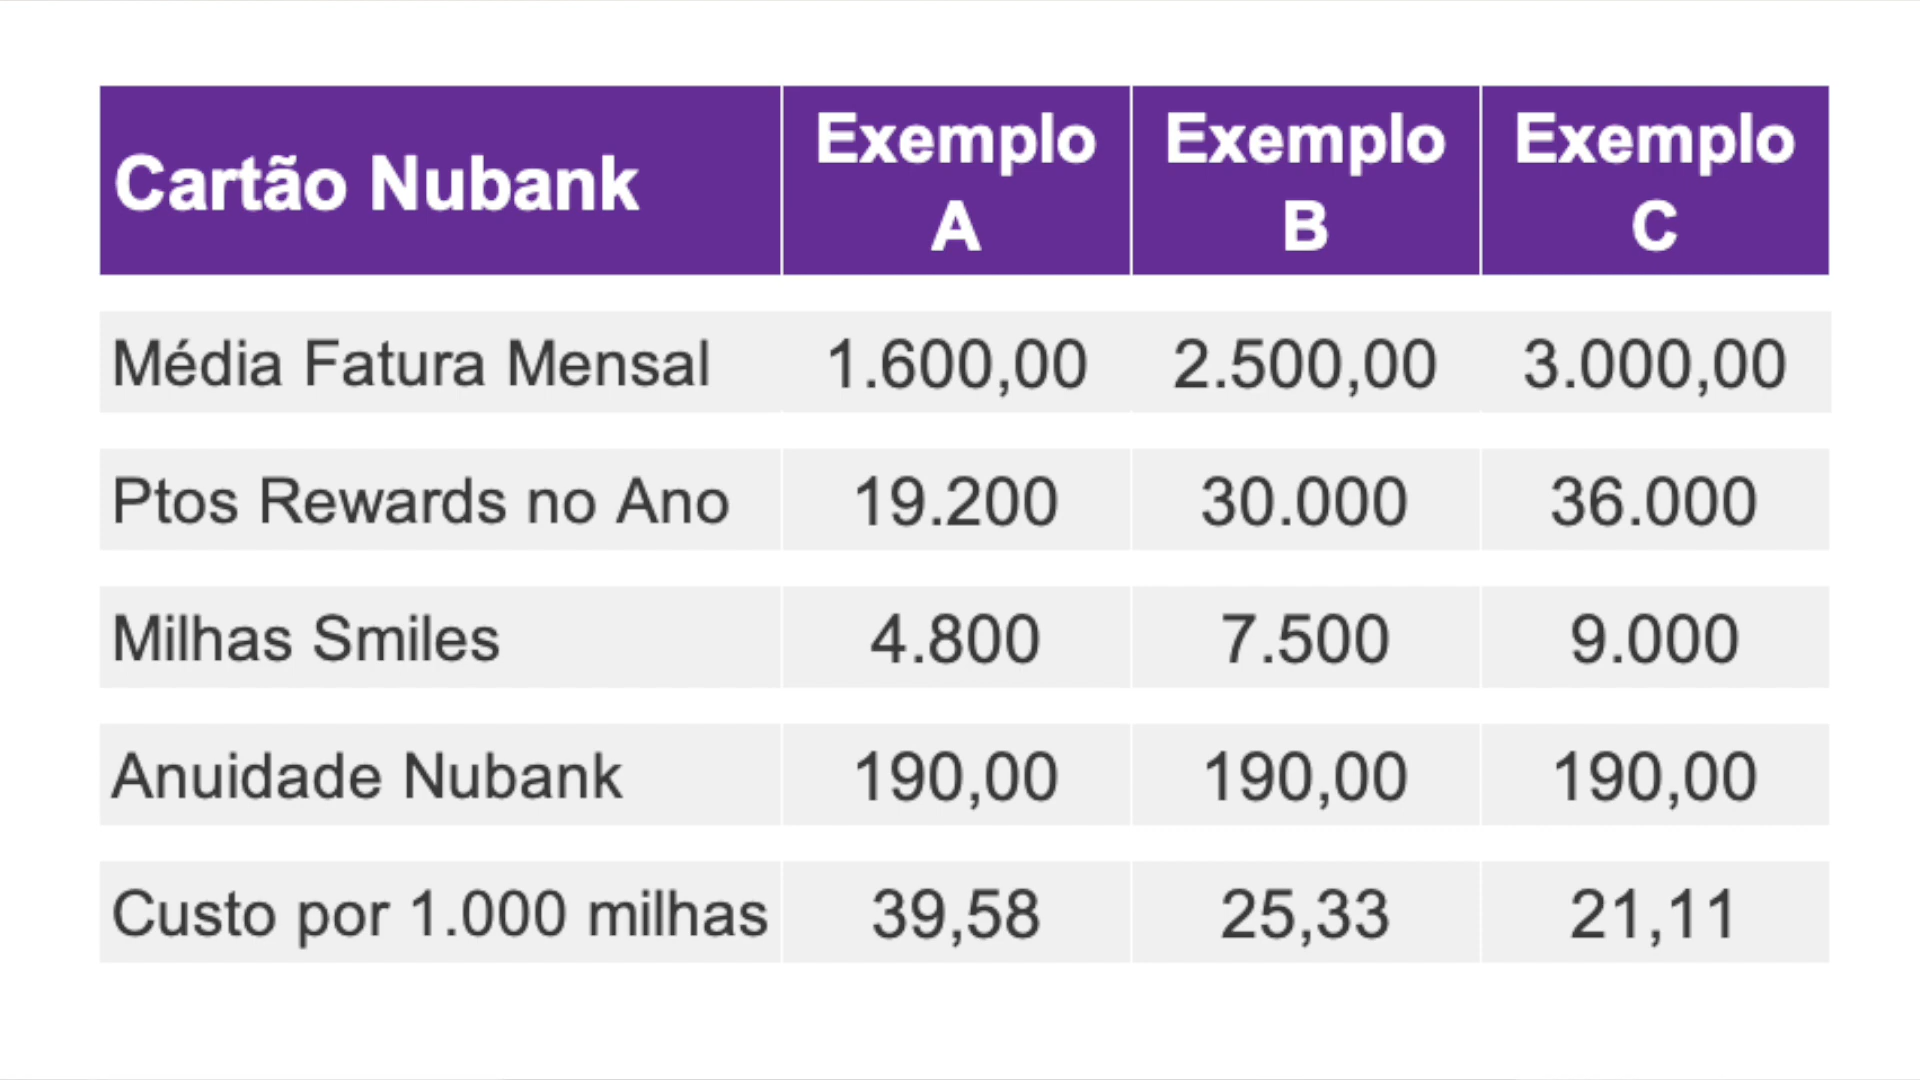 Cartão Nubank Exemplo A Exemplo B Exemplo C
Média Fatura Mensal 1.600,00 2.500,00 3.000,00
Ptos Rewards no Ano 19.200 30.000 36.000
Milhas Smiles 4.800 7.500 9.000
Anuidade Nubank 190,00 190,00 190,00
Custo por 1.000 milhas 39,58 25,33 21,11